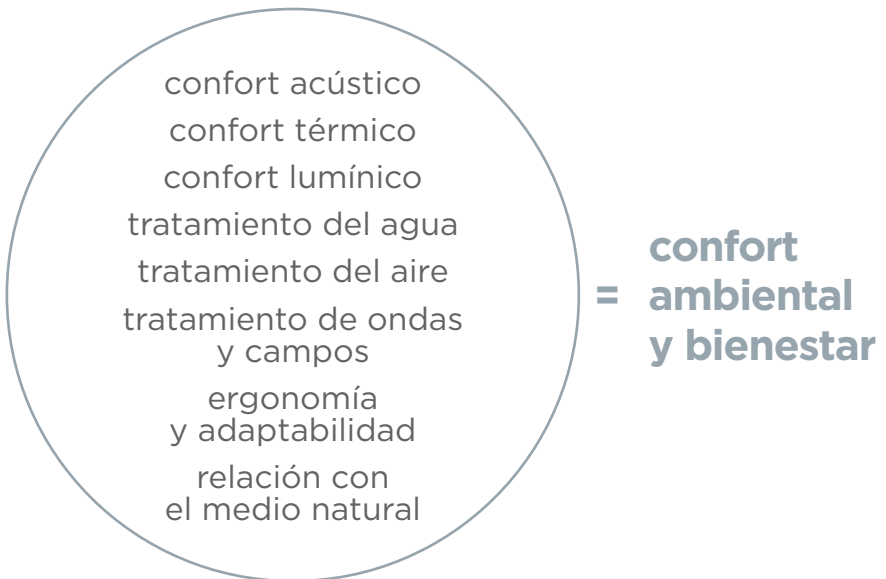 confort acústico
confort térmico
confort lumínico
tratamiento del agua
tratamiento del aire
tratamiento de ondas
y campos
ergonomía
y adaptabilidad
relación con
el medio natural
=
confort
ambiental
y bienestar